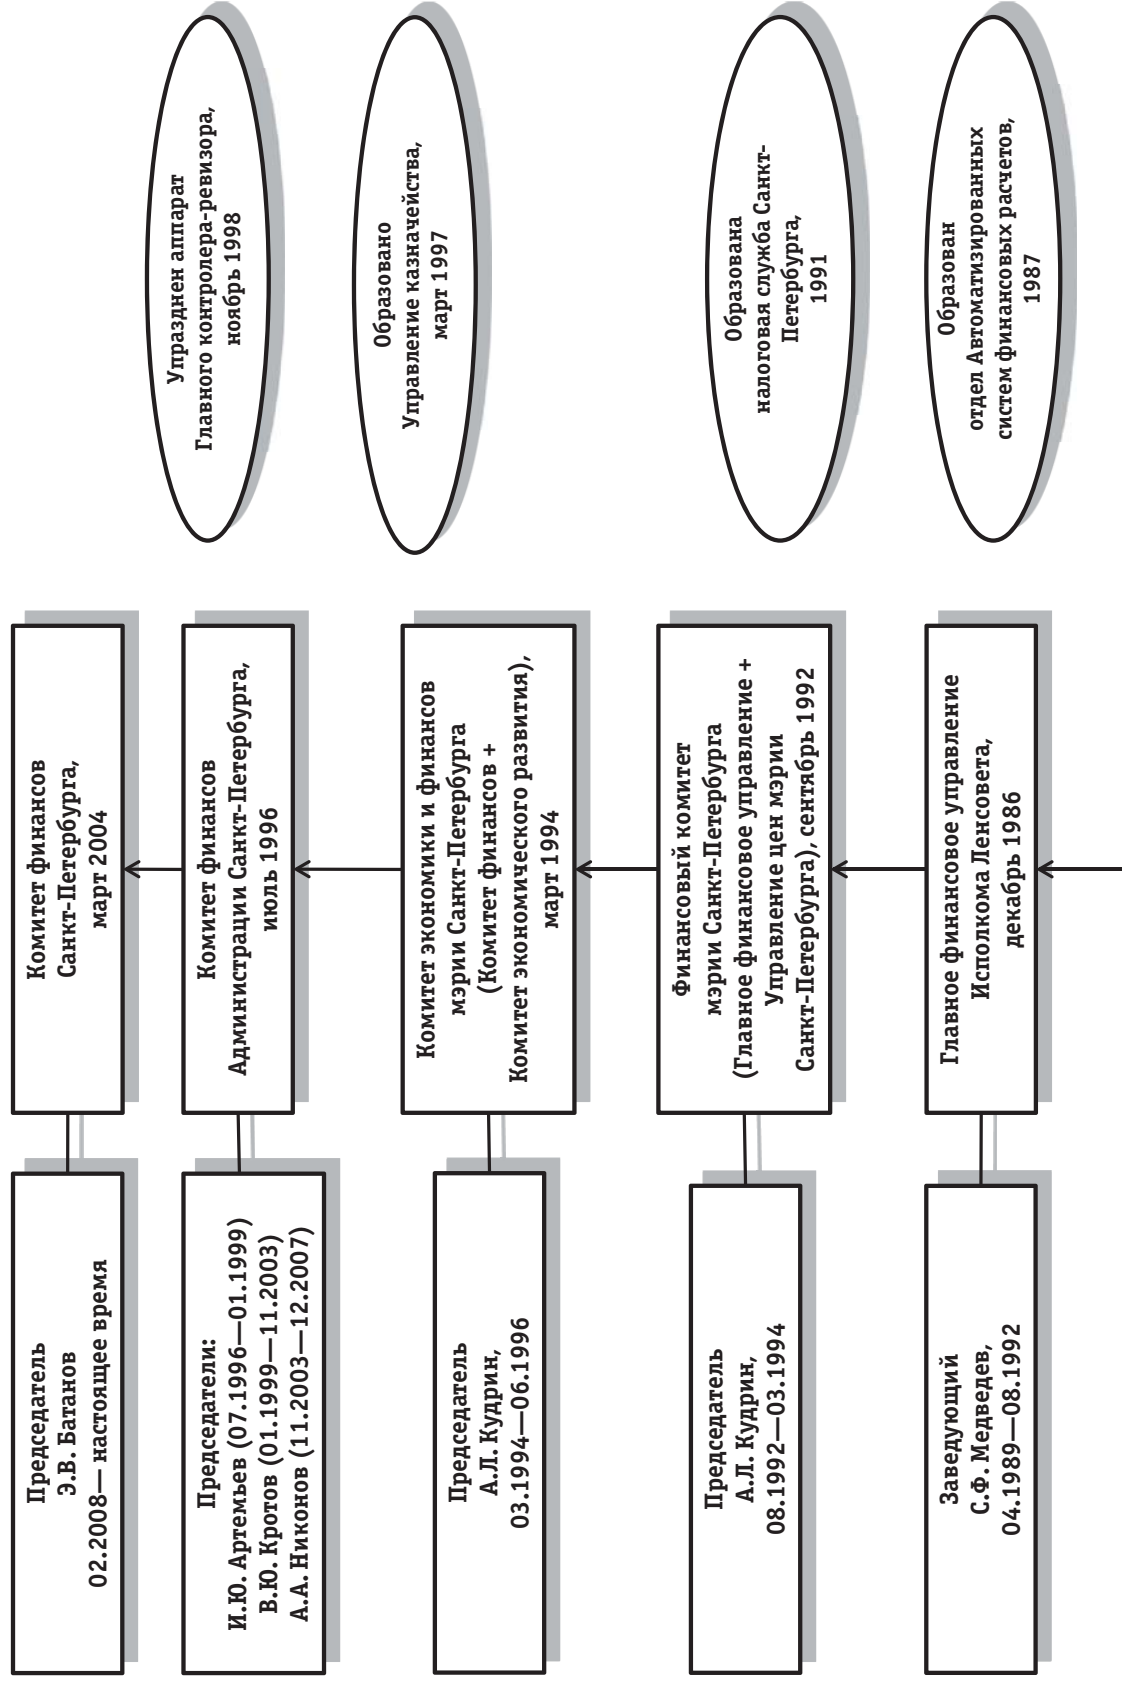 Председатель
Э.В. Батанов
02.2008— настоящее время
Комитет финансов
Санкт-Петербурга,
март 2004
Председатели:
И.Ю. Артемьев (07.1996—01.1999)
В.Ю. Кротов (01.1999—11.2003)
А.А. Никонов (11.2003—12.2007)
Комитет финансов
Администрации Санкт-Петербурга,
июль 1996
Упразднен аппарат
Главного контролера-ревизора,
ноябрь 1998
Председатель
А.Л. Кудрин,
03.1994—06.1996
Комитет экономики и финансов
мэрии Санкт-Петербурга
(Комитет финансов +
Комитет экономического развития),
март 1994
Образовано
Управление казначейства,
март 1997
Председатель
А.Л. Кудрин,
08.1992—03.1994
Финансовый комитет
мэрии Санкт-Петербурга
(Главное финансовое управление +
Управление цен мэрии
Санкт-Петербурга), сентябрь 1992
Образована
налоговая служба Санкт-
Петербурга,
1991
Заведующий
С.Ф. Медведев,
04.1989—08.1992
Главное финансовое управление
Исполкома Ленсовета,
декабрь 1986
Образован
отдел Автоматизированных
систем финансовых расчетов,
1987